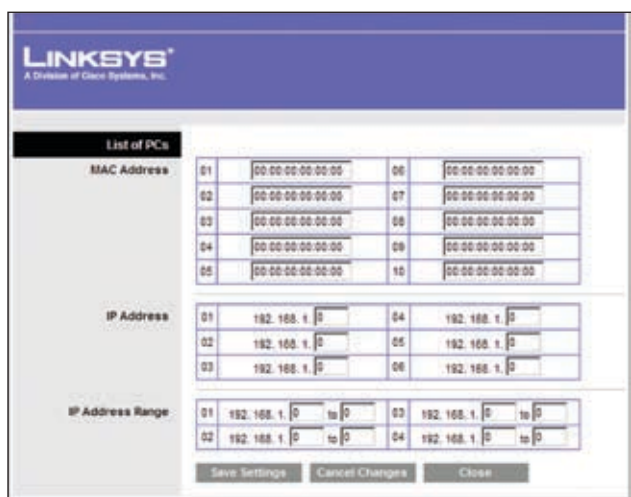 LINKSYS®
A Division of Cisco Systems, Inc.
List of PCs
MAC Address
01 00:00:00:00:00:00 06 00:00:00:00:00:00
02 00:00:00:00:00:00 07 00:00:00:00:00:00
03 00:00:00:00:00:00 08 00:00:00:00:00:00
04 00:00:00:00:00:00 09 00:00:00:00:00:00
05 00:00:00:00:00:00 10 00:00:00:00:00:00
IP Address
01 192.168.1. 0 04 192.168.1. 0
02 192.168.1. 0 05 192.168.1. 0
03 192.168.1. 0 06 192.168.1. 0
IP Address Range
01 192.168.1. 0 to 0 03 192.168.1. 0 to 0
02 192.168.1. 0 to 0 04 192.168.1. 0 to 0
Save Settings Cancel Changes Close